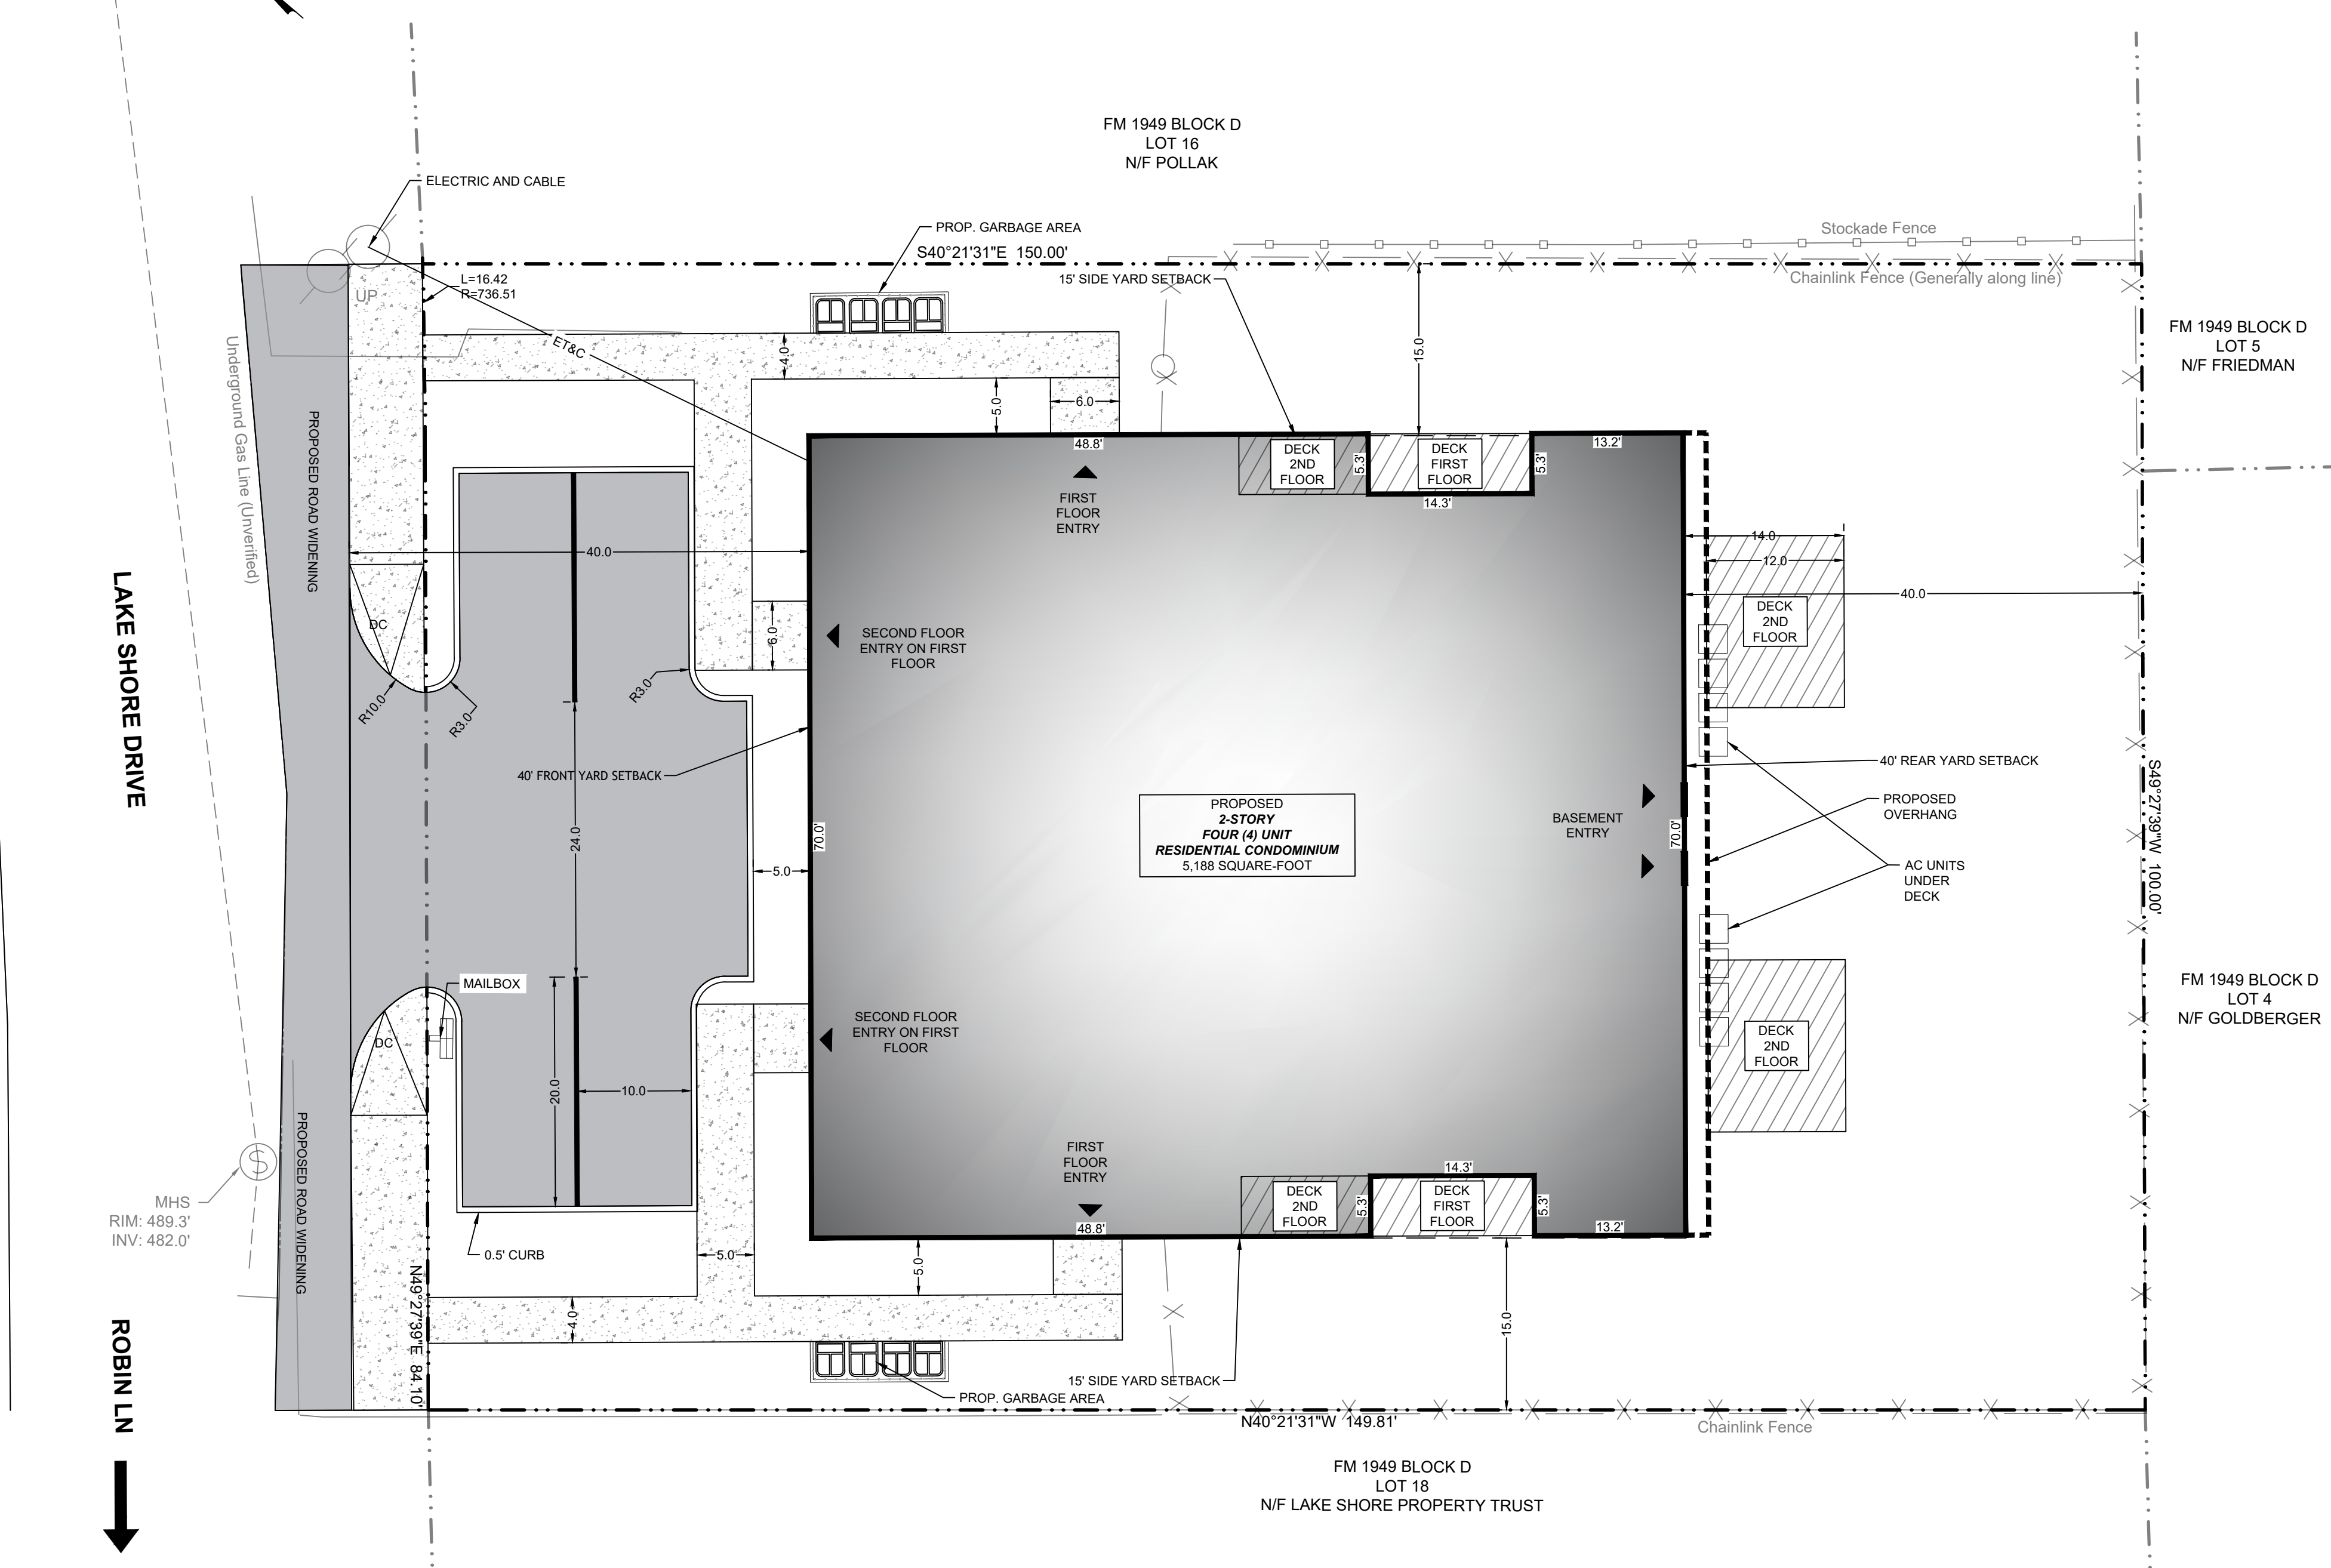 FM 1949 BLOCK D
LOT 16
N/F POLLAK
ELECTRIC AND CABLE
PROP. GARBAGE AREA
S40°21'31"E 150.00'
Stockade Fence
Chainlink Fence (Generally along line)
15' SIDE YARD SETBACK
L=16.42
R=736.51
UP
ET&C
4.0
5.0
6.0
15.0
FM 1949 BLOCK D
LOT 5
N/F FRIEDMAN
Underground Gas Line (Unverified)
PROPOSED ROAD WIDENING
48.8'
FIRST
FLOOR
ENTRY
DECK
2ND
FLOOR
5.3'
DECK
FIRST
FLOOR
5.3'
14.3'
13.2'
40.0
14.0
12.0
40.0
DECK
2ND
FLOOR
DC
R10.0
R3.0
R3.0
6.0
SECOND FLOOR
ENTRY ON FIRST
FLOOR
LAKE SHORE DRIVE
40' FRONT YARD SETBACK
24.0
70.0'
5.0
PROPOSED
2-STORY
FOUR (4) UNIT
RESIDENTIAL CONDOMINIUM
5,188 SQUARE-FOOT
BASEMENT
ENTRY
70.0'
40' REAR YARD SETBACK
PROPOSED
OVERHANG
AC UNITS
UNDER
DECK
S49°27'39"W 100.00'
MAILBOX
DC
SECOND FLOOR
ENTRY ON FIRST
FLOOR
20.0
10.0
DECK
2ND
FLOOR
FM 1949 BLOCK D
LOT 4
N/F GOLDBERGER
MHS
RIM: 489.3'
INV: 482.0'
PROPOSED ROAD WIDENING
0.5' CURB
5.0
FIRST
FLOOR
ENTRY
48.8'
DECK
2ND
FLOOR
5.3'
14.3'
DECK
FIRST
FLOOR
5.3'
13.2'
5.0
4.0
15.0
N49°27'39"E 84.10'
ROBIN LN
15' SIDE YARD SETBACK
PROP. GARBAGE AREA
N40°21'31"W 149.81'
Chainlink Fence
FM 1949 BLOCK D
LOT 18
N/F LAKE SHORE PROPERTY TRUST